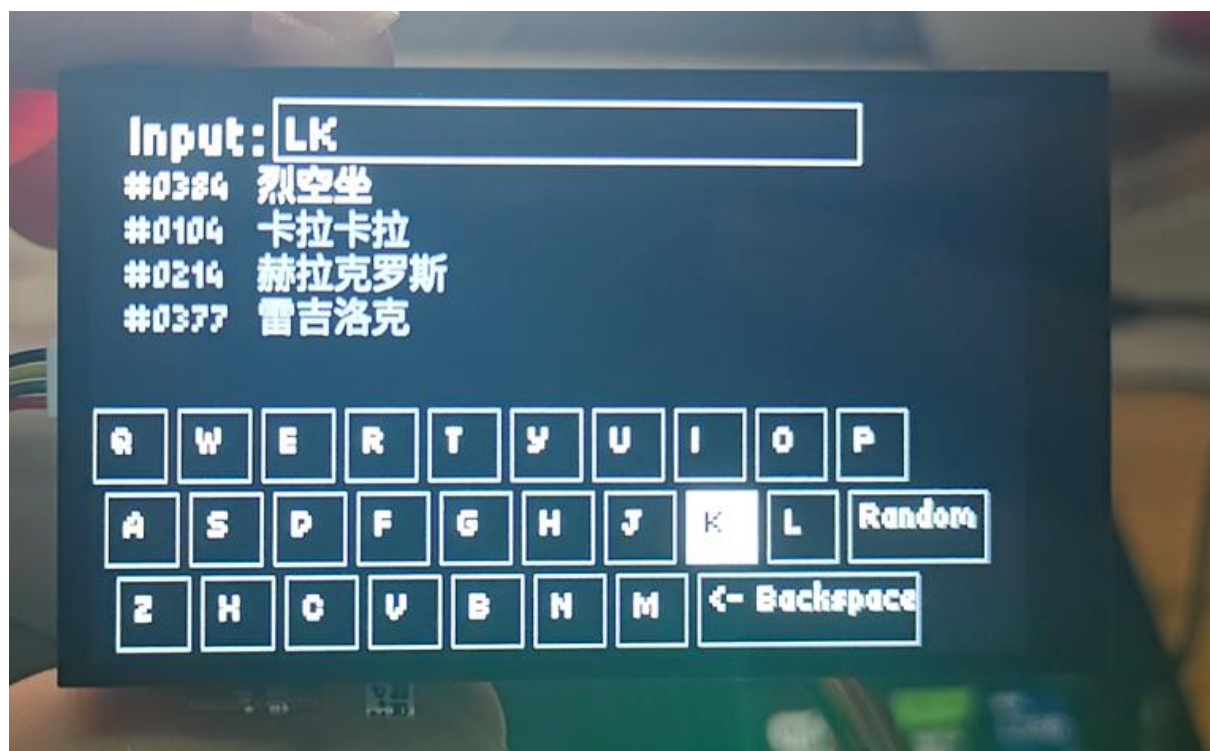 Input: LK
#0384 烈空坐
#0104 卡拉卡拉
#0214 赫拉克罗斯
#0377 雷吉洛克
Q W E R T Y U I O P
A S D F G H J K L Random
Z X C V B N M <- Backspace